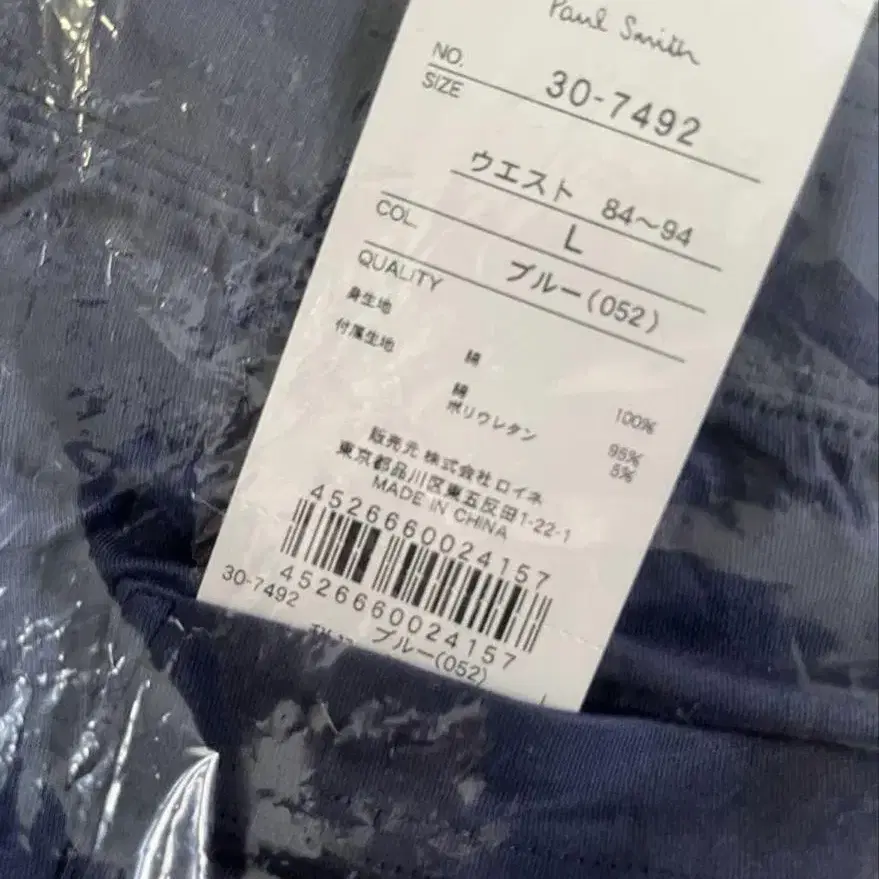 Paul Smith
NO. 30-7492
SIZE
ウエスト 84〜94
L
COL. ブルー(052)
QUALITY
身生地 綿 100%
付属生地 綿 95%
ポリウレタン 5%
販売元 株式会社ロイネ
東京都品川区東五反田1-22-1
MADE IN CHINA
4526660024157
4526660024157
30-7492
ブルー(052)